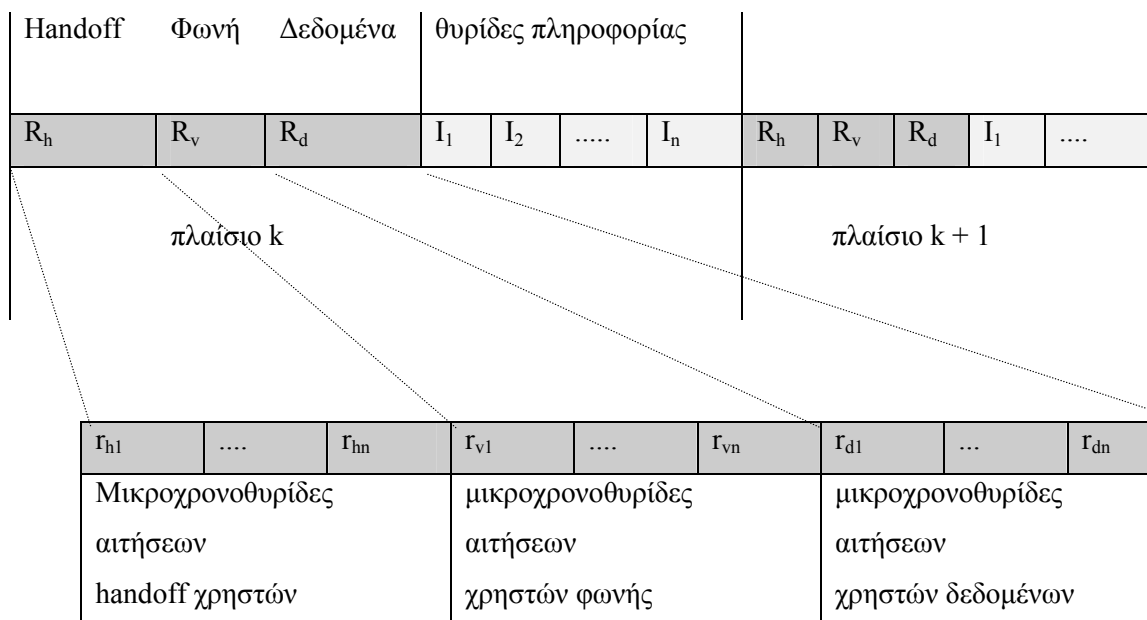 Handoff Φωνή Δεδομένα θυρίδες πληροφορίας
R_h R_v R_d I_1 I_2 ..... I_n R_h R_v R_d I_1 ....
πλαίσιο k πλαίσιο k + 1
r_h1 .... r_hn r_v1 .... r_vn r_d1 ... r_dn
Μικροχρονοθυρίδες μικροχρονοθυρίδες μικροχρονοθυρίδες
αιτήσεων αιτήσεων αιτήσεων
handoff χρηστών χρηστών φωνής χρηστών δεδομένων